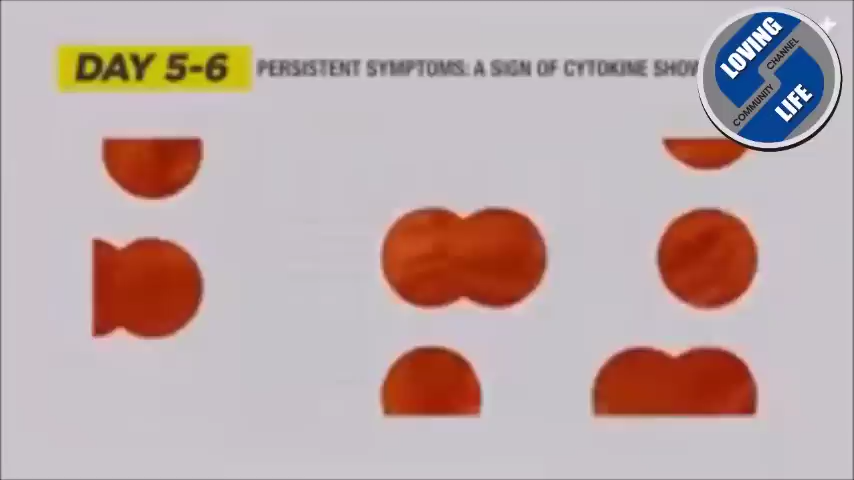 DAY 5-6 PERSISTENT SYMPTOMS: A SIGN OF CYTOKINE
LOVING
CHANNEL
COMMUNITY
LIFE